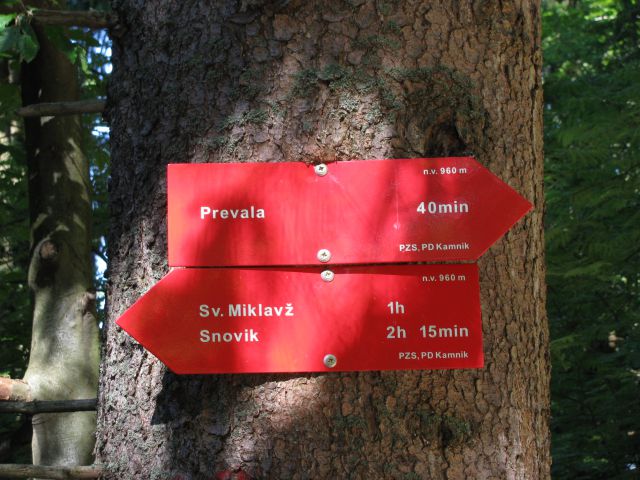 n.v. 960 m
Prevala 40min
PZS, PD Kamnik
n.v. 960 m
Sv. Miklavž 1h
Snovik 2h 15min
PZS, PD Kamnik